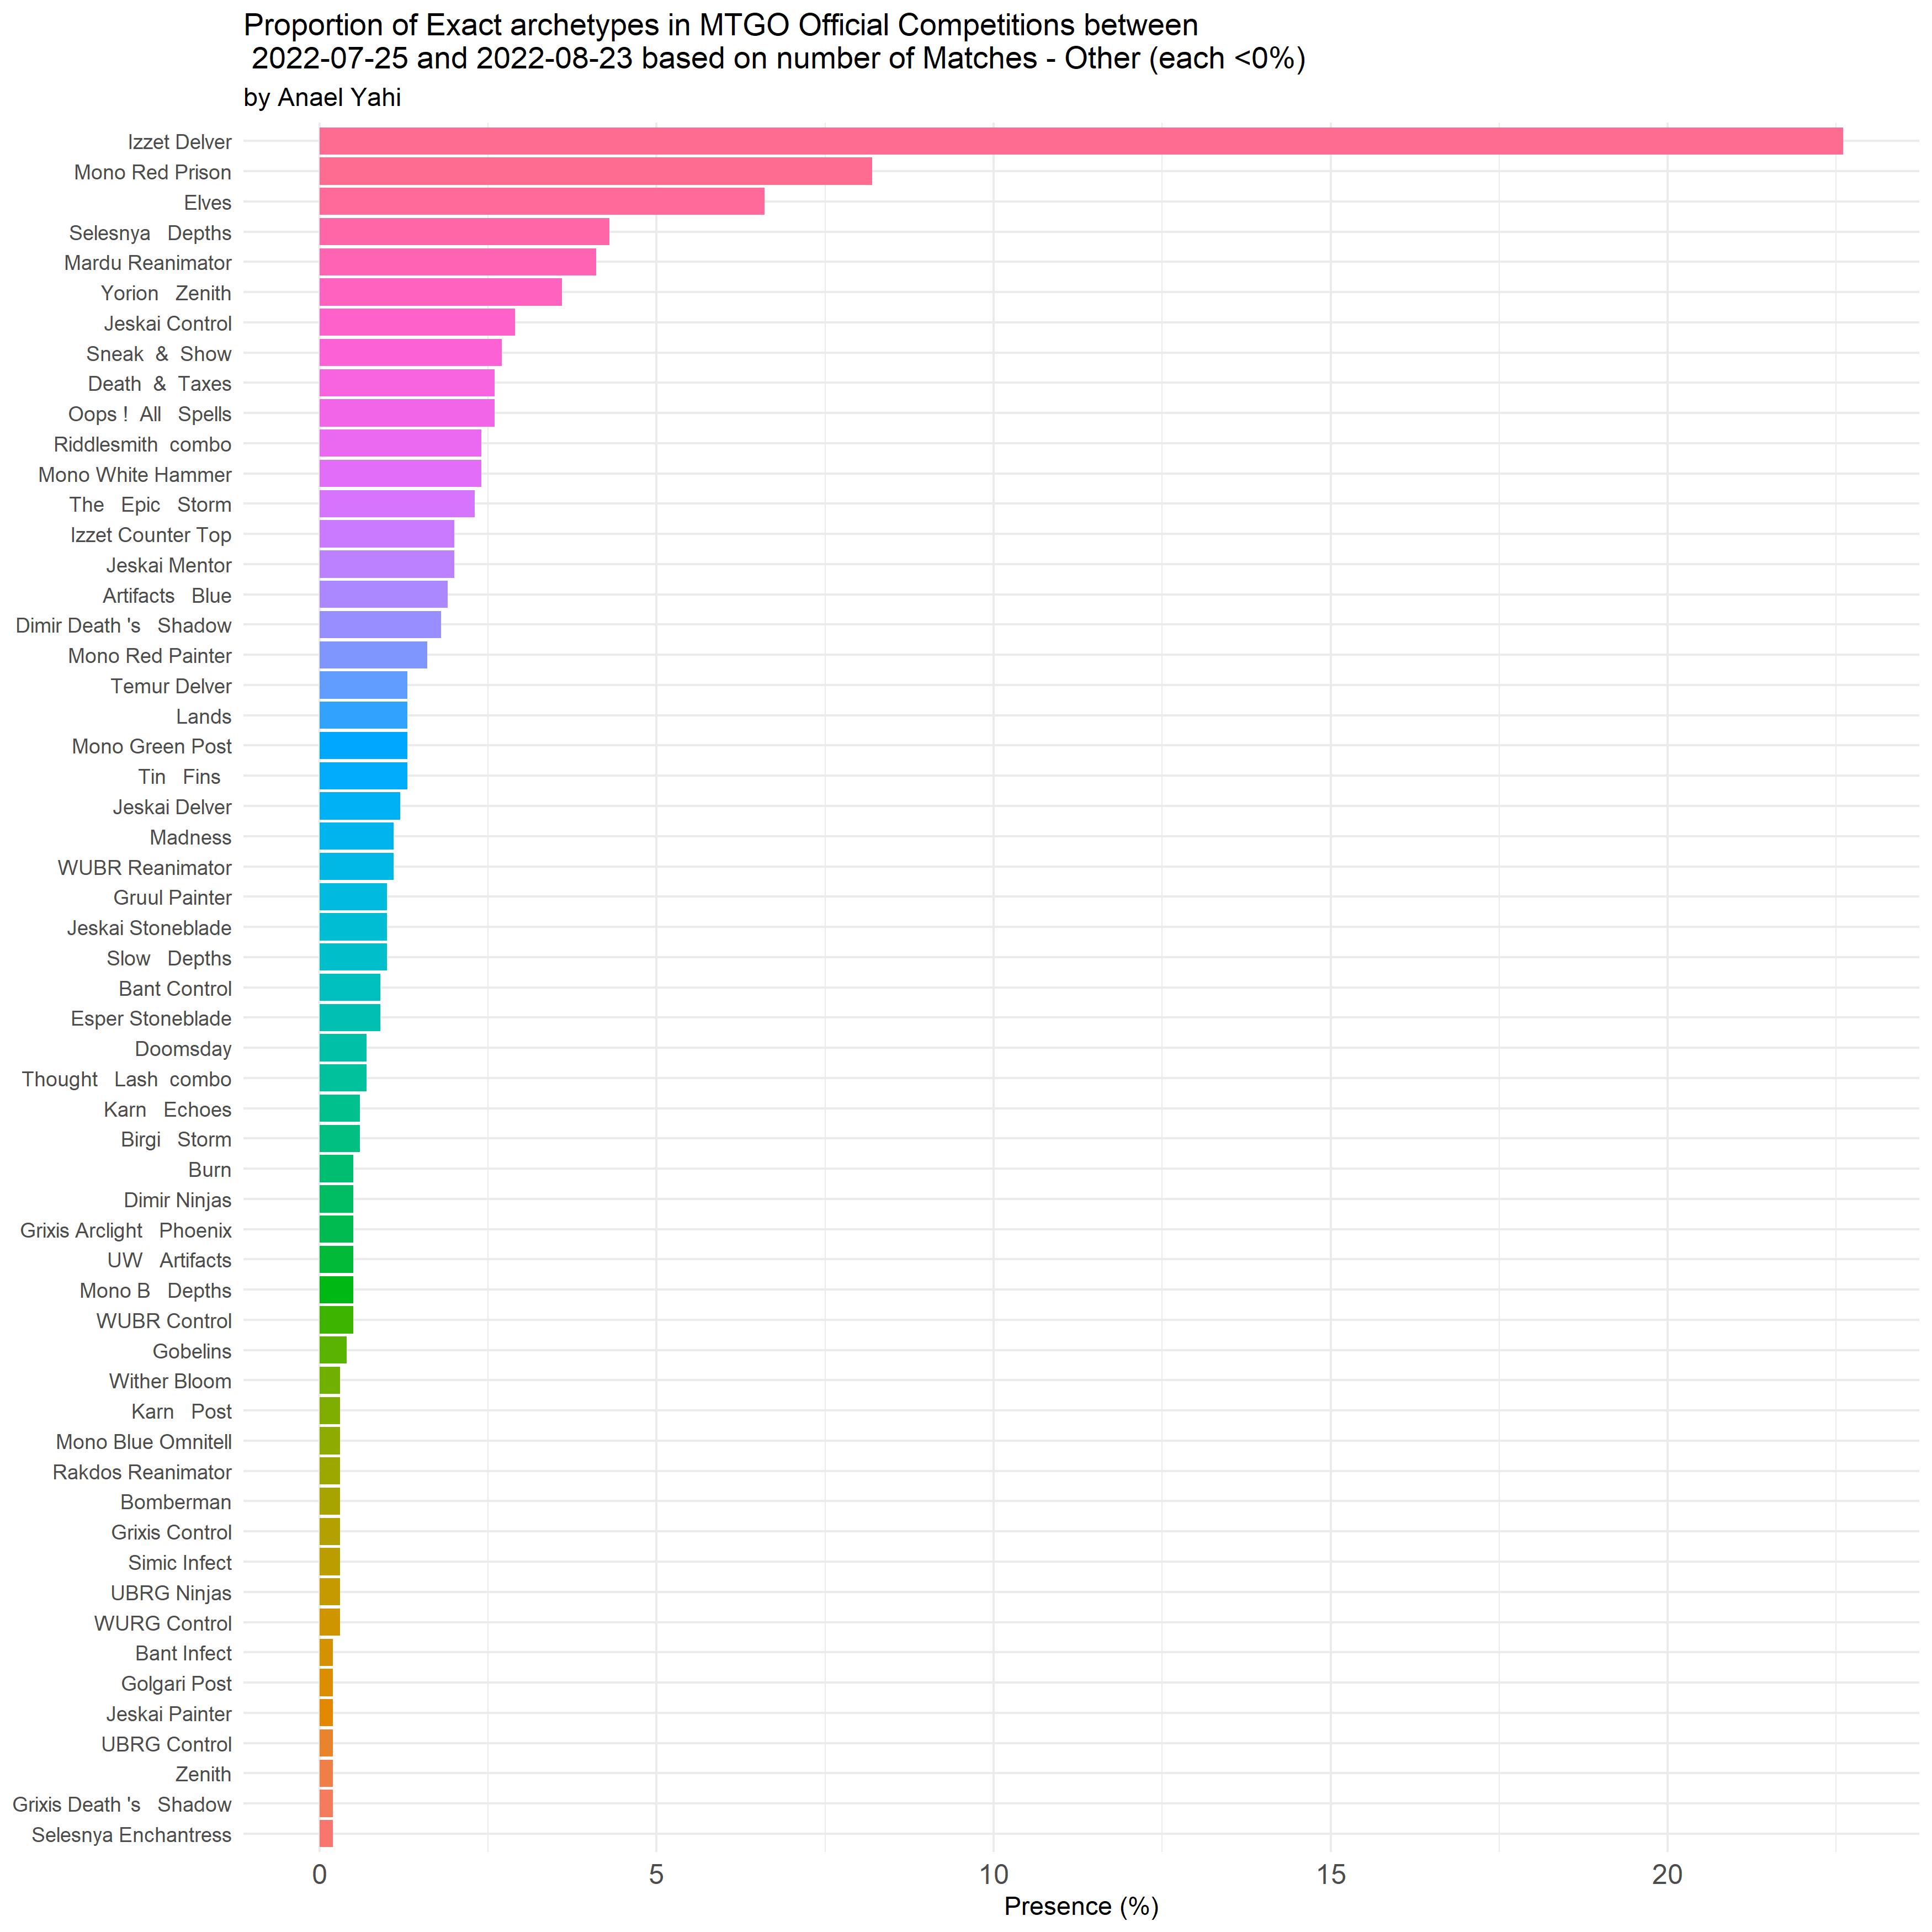 Proportion of Exact archetypes in MTGO Official Competitions between
2022-07-25 and 2022-08-23 based on number of Matches - Other (each <0%)
by Anael Yahi
Izzet Delver
Mono Red Prison
Elves
Selesnya Depths
Mardu Reanimator
Yorion Zenith
Jeskai Control
Sneak & Show
Death & Taxes
Oops ! All Spells
Riddlesmith combo
Mono White Hammer
The Epic Storm
Izzet Counter Top
Jeskai Mentor
Artifacts Blue
Dimir Death 's Shadow
Mono Red Painter
Temur Delver
Lands
Mono Green Post
Tin Fins
Jeskai Delver
Madness
WUBR Reanimator
Gruul Painter
Jeskai Stoneblade
Slow Depths
Bant Control
Esper Stoneblade
Doomsday
Thought Lash combo
Karn Echoes
Birgi Storm
Burn
Dimir Ninjas
Grixis Arclight Phoenix
UW Artifacts
Mono B Depths
WUBR Control
Gobelins
Wither Bloom
Karn Post
Mono Blue Omnitell
Rakdos Reanimator
Bomberman
Grixis Control
Simic Infect
UBRG Ninjas
WURG Control
Bant Infect
Golgari Post
Jeskai Painter
UBRG Control
Zenith
Grixis Death 's Shadow
Selesnya Enchantress
0 5 10 15 20
Presence (%)